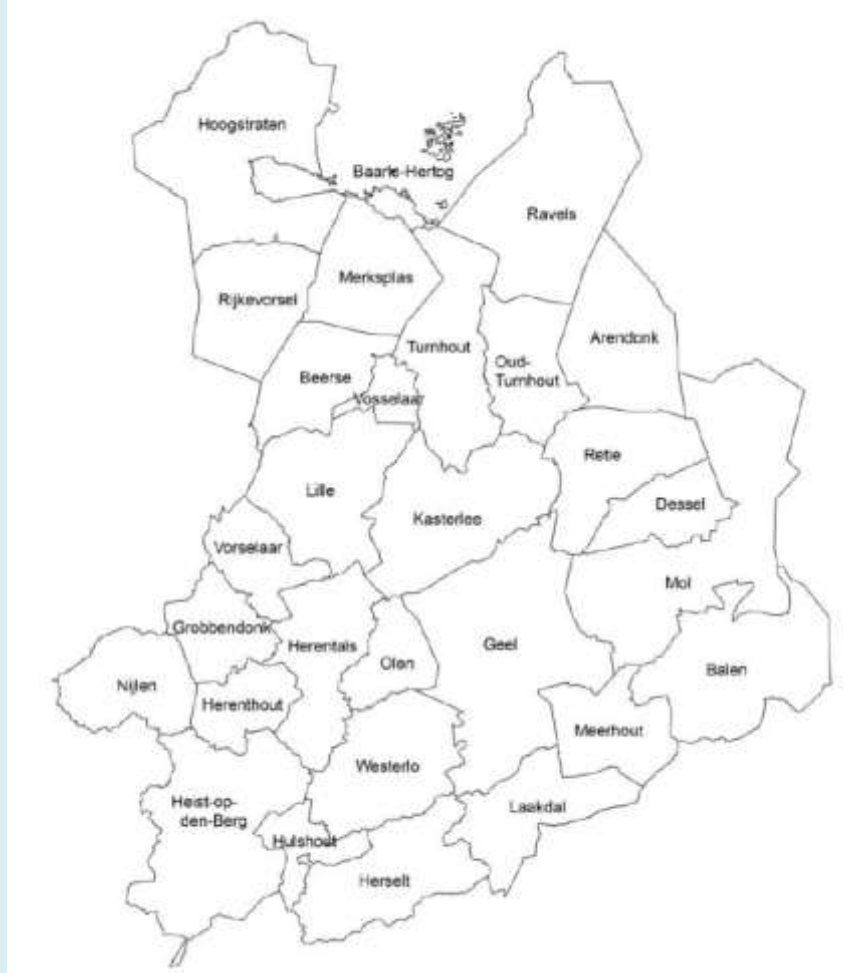 Hoogstraten
Baarle-Hertog
Ravels
Merksplas
Rijkevorsel
Arendonk
Turnhout
Oud-
Turnhout
Beerse
Vosselaar
Retie
Lille
Dessel
Kasterlee
Vorselaar
Mol
Grobbendonk
Herentals
Geel
Olen
Balen
Nijlen
Herenthout
Meerhout
Westerlo
Heist-op-
den-Berg
Laakdal
Hulshout
Herselt